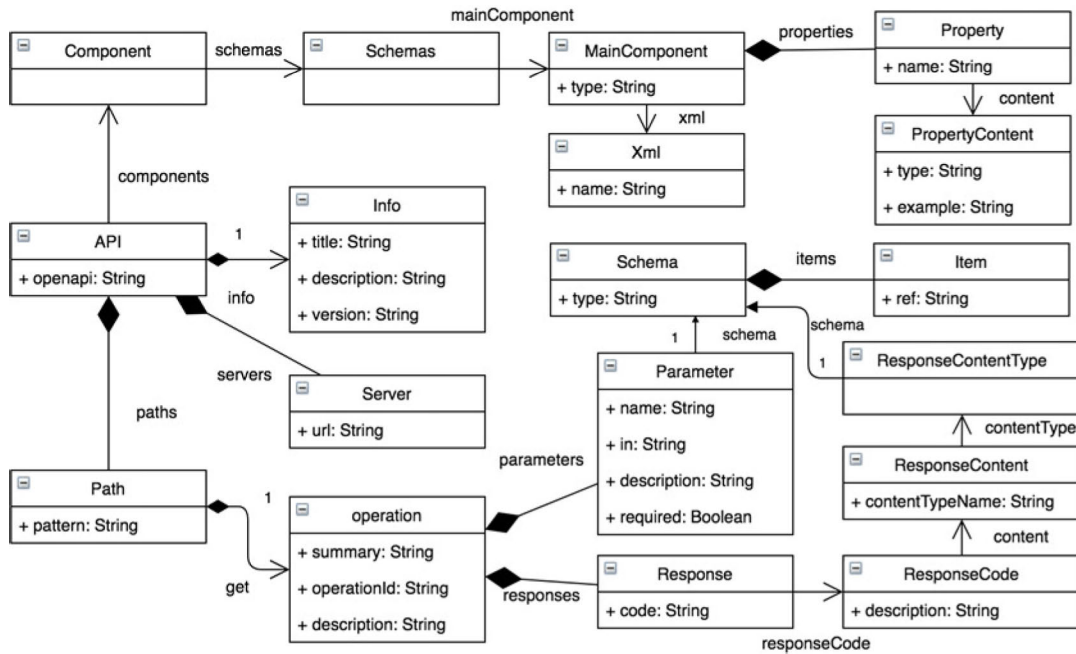 mainComponent
Component
schemas
Schemas
MainComponent
+ type: String
properties
Property
+ name: String
content
xml
Xml
+ name: String
PropertyContent
+ type: String
+ example: String
components
API
+ openapi: String
1
info
Info
+ title: String
+ description: String
+ version: String
Schema
+ type: String
items
Item
+ ref: String
servers
Server
+ url: String
1
schema
schema
1
Parameter
+ name: String
+ in: String
+ description: String
+ required: Boolean
ResponseContentType
contentType
paths
parameters
ResponseContent
+ contentTypeName: String
Path
+ pattern: String
1
get
operation
+ summary: String
+ operationId: String
+ description: String
content
responses
Response
+ code: String
ResponseCode
+ description: String
responseCode